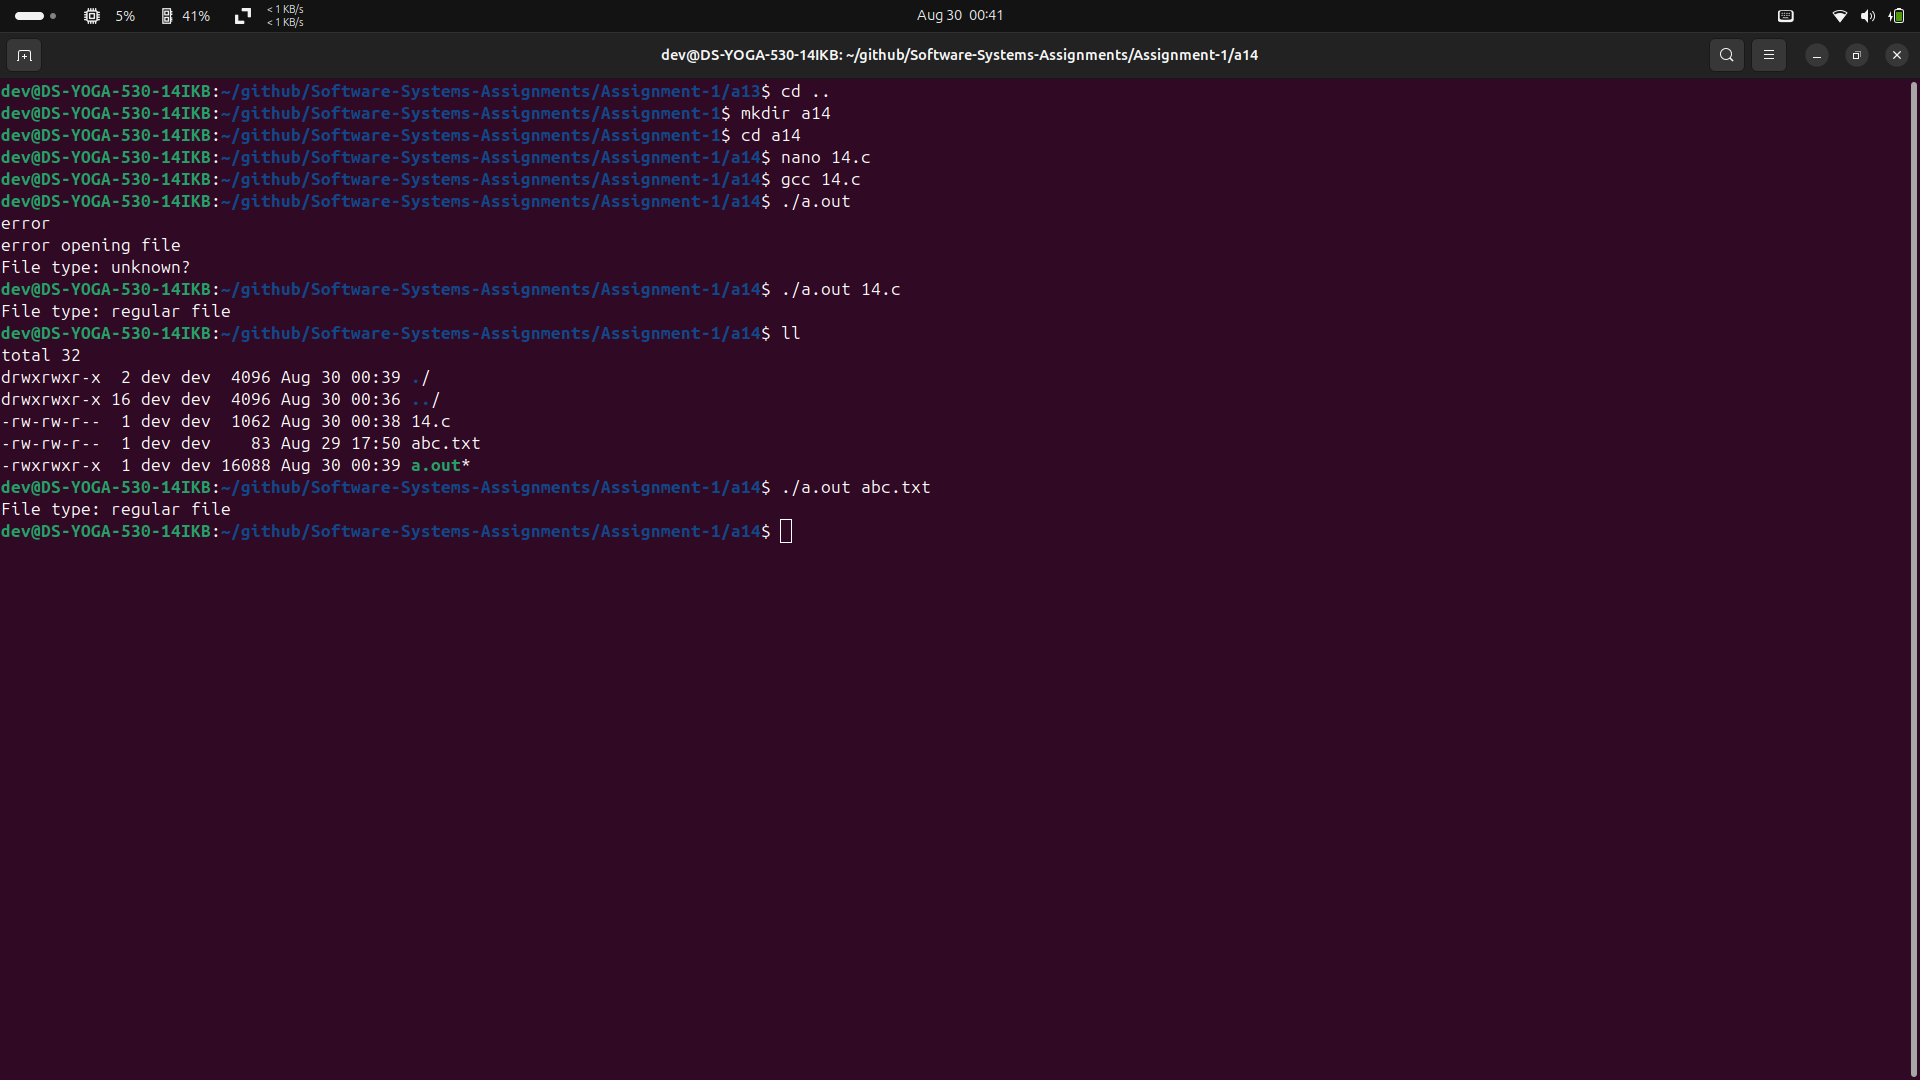 5% 41% < 1 KB/s
< 1 KB/s
Aug 30 00:41
dev@DS-YOGA-530-14IKB: ~/github/Software-Systems-Assignments/Assignment-1/a14
dev@DS-YOGA-530-14IKB:~/github/Software-Systems-Assignments/Assignment-1/a13$ cd ..
dev@DS-YOGA-530-14IKB:~/github/Software-Systems-Assignments/Assignment-1$ mkdir a14
dev@DS-YOGA-530-14IKB:~/github/Software-Systems-Assignments/Assignment-1$ cd a14
dev@DS-YOGA-530-14IKB:~/github/Software-Systems-Assignments/Assignment-1/a14$ nano 14.c
dev@DS-YOGA-530-14IKB:~/github/Software-Systems-Assignments/Assignment-1/a14$ gcc 14.c
dev@DS-YOGA-530-14IKB:~/github/Software-Systems-Assignments/Assignment-1/a14$ ./a.out
error
error opening file
File type: unknown?
dev@DS-YOGA-530-14IKB:~/github/Software-Systems-Assignments/Assignment-1/a14$ ./a.out 14.c
File type: regular file
dev@DS-YOGA-530-14IKB:~/github/Software-Systems-Assignments/Assignment-1/a14$ ll
total 32
drwxrwxr-x  2 dev dev  4096 Aug 30 00:39 ./
drwxrwxr-x 16 dev dev  4096 Aug 30 00:36 ../
-rw-rw-r--  1 dev dev  1062 Aug 30 00:38 14.c
-rw-rw-r--  1 dev dev    83 Aug 29 17:50 abc.txt
-rwxrwxr-x  1 dev dev 16088 Aug 30 00:39 a.out*
dev@DS-YOGA-530-14IKB:~/github/Software-Systems-Assignments/Assignment-1/a14$ ./a.out abc.txt
File type: regular file
dev@DS-YOGA-530-14IKB:~/github/Software-Systems-Assignments/Assignment-1/a14$